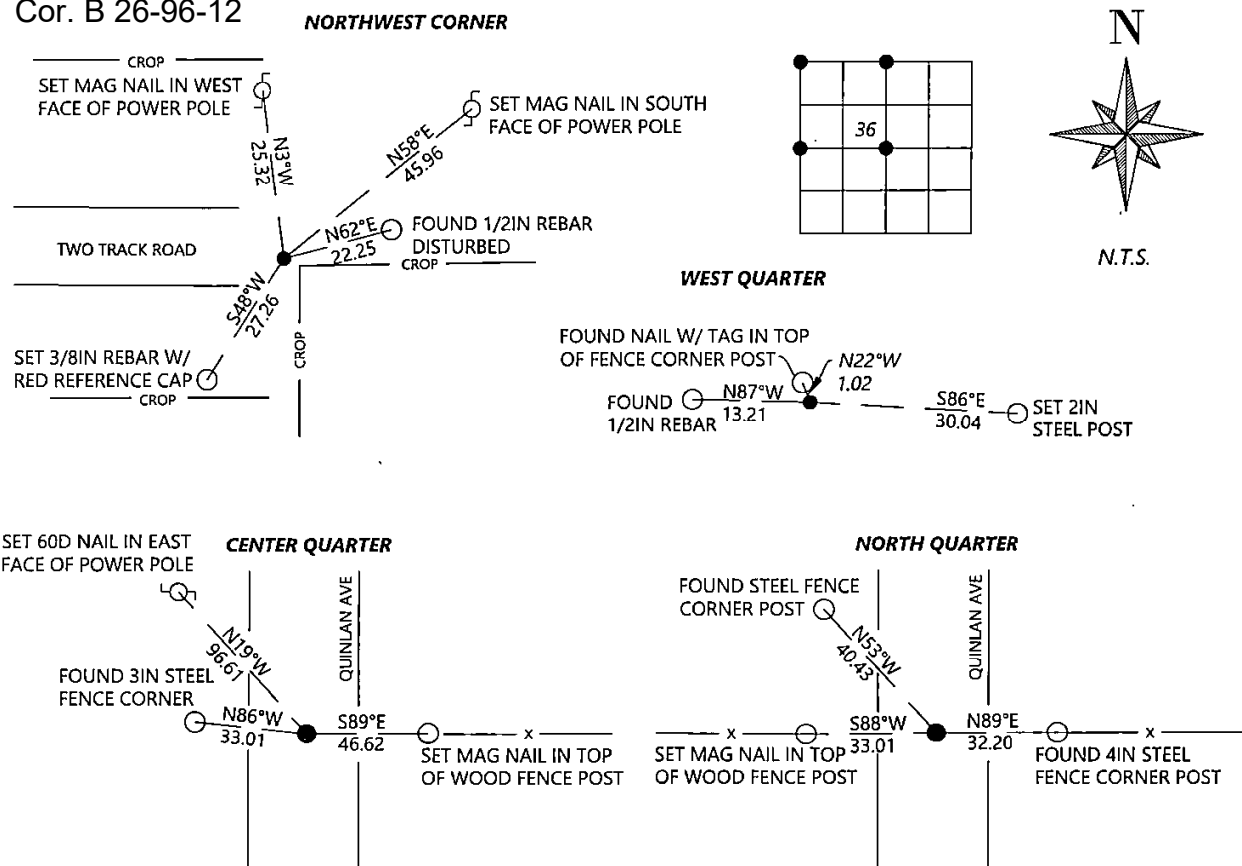 Cor. B 26-96-12
NORTHWEST CORNER
CROP
SET MAG NAIL IN WEST
FACE OF POWER POLE
N3°W
25.32
SET MAG NAIL IN SOUTH
FACE OF POWER POLE
N58°E
45.96
N62°E
22.25
FOUND 1/2IN REBAR
DISTURBED
CROP
TWO TRACK ROAD
S48°W
27.26
SET 3/8IN REBAR W/
RED REFERENCE CAP
CROP
CROP
36
N
N.T.S.
WEST QUARTER
FOUND NAIL W/ TAG IN TOP
OF FENCE CORNER POST
N22°W
1.02
FOUND
1/2IN REBAR
N87°W
13.21
S86°E
30.04
SET 2IN
STEEL POST
CENTER QUARTER
SET 60D NAIL IN EAST
FACE OF POWER POLE
QUINLAN AVE
N19°W
96.61
FOUND 3IN STEEL
FENCE CORNER
N86°W
33.01
S89°E
46.62
x
SET MAG NAIL IN TOP
OF WOOD FENCE POST
NORTH QUARTER
FOUND STEEL FENCE
CORNER POST
QUINLAN AVE
N53°W
40.43
x
SET MAG NAIL IN TOP
OF WOOD FENCE POST
S88°W
33.01
N89°E
32.20
x
FOUND 4IN STEEL
FENCE CORNER POST